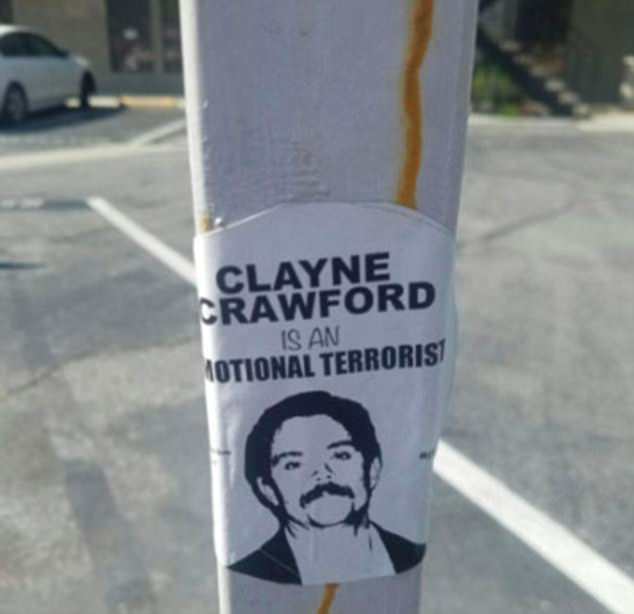 CLAYNE
CRAWFORD
IS AN
MOTIONAL TERRORIST